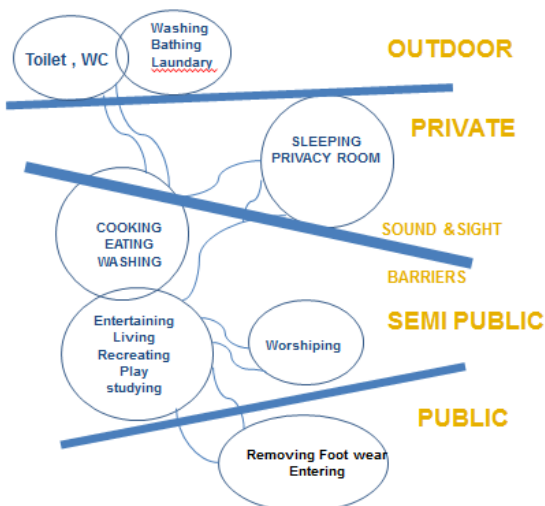 Toilet , WC
Washing
Bathing
Laundary
OUTDOOR
PRIVATE
SLEEPING
PRIVACY ROOM
COOKING
EATING
WASHING
SOUND &SIGHT
BARRIERS
SEMI PUBLIC
Entertaining
Living
Recreating
Play
studying
Worshiping
PUBLIC
Removing Foot wear
Entering